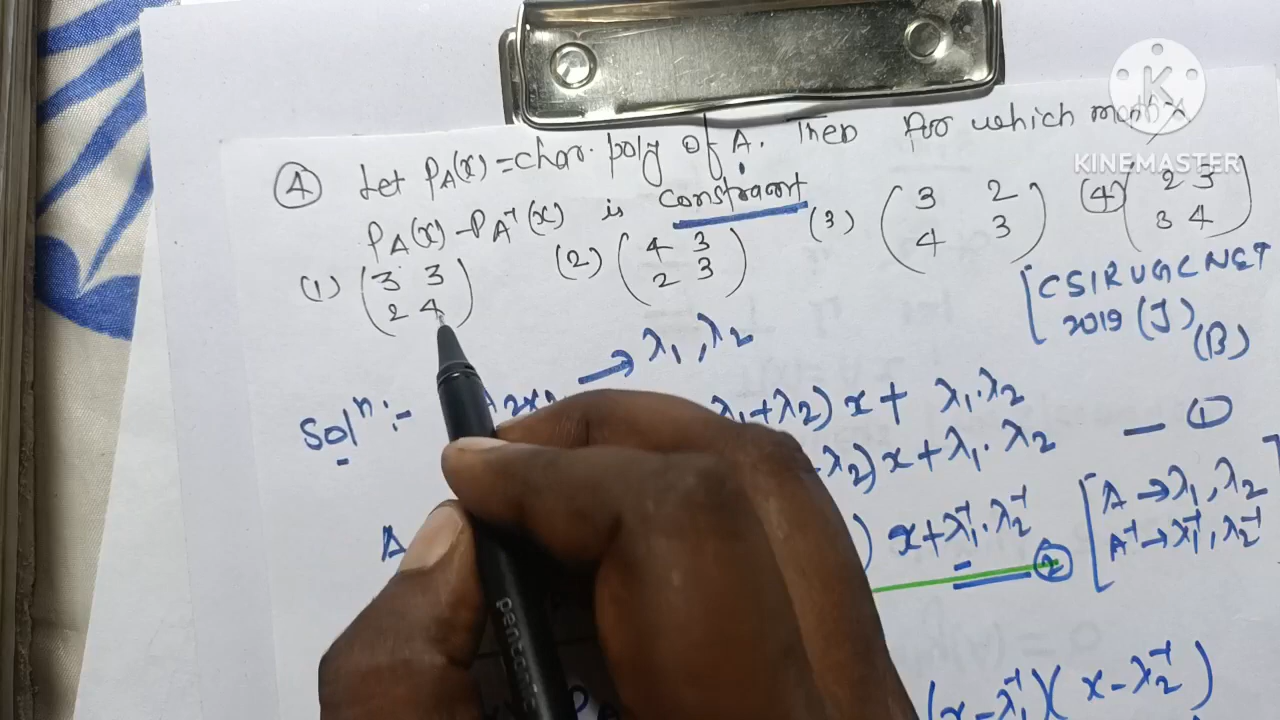 ④ Let P_A(x) = char. poly of A. Then for which matrix
P_A(x) - P_A⁻¹(x) is constraant
(1) (3 3
2 4) (2) (4 3
2 3) (3) (3 2
4 3) (4) (2 3
3 4)
[CSIR UGC NET
2019 (J)
(B)
Solⁿ :- A 2x2 → λ₁, λ₂
λ₁+λ₂)x + λ₁.λ₂
λ₂)x + λ₁. λ₂ — ①
A
) x + λ₁⁻¹.λ₂⁻¹ ②
[A → λ₁, λ₂
A⁻¹ → λ₁⁻¹, λ₂⁻¹
(x - λ₁⁻¹)(x - λ₂⁻¹)
pentonic
K
KINEMASTER